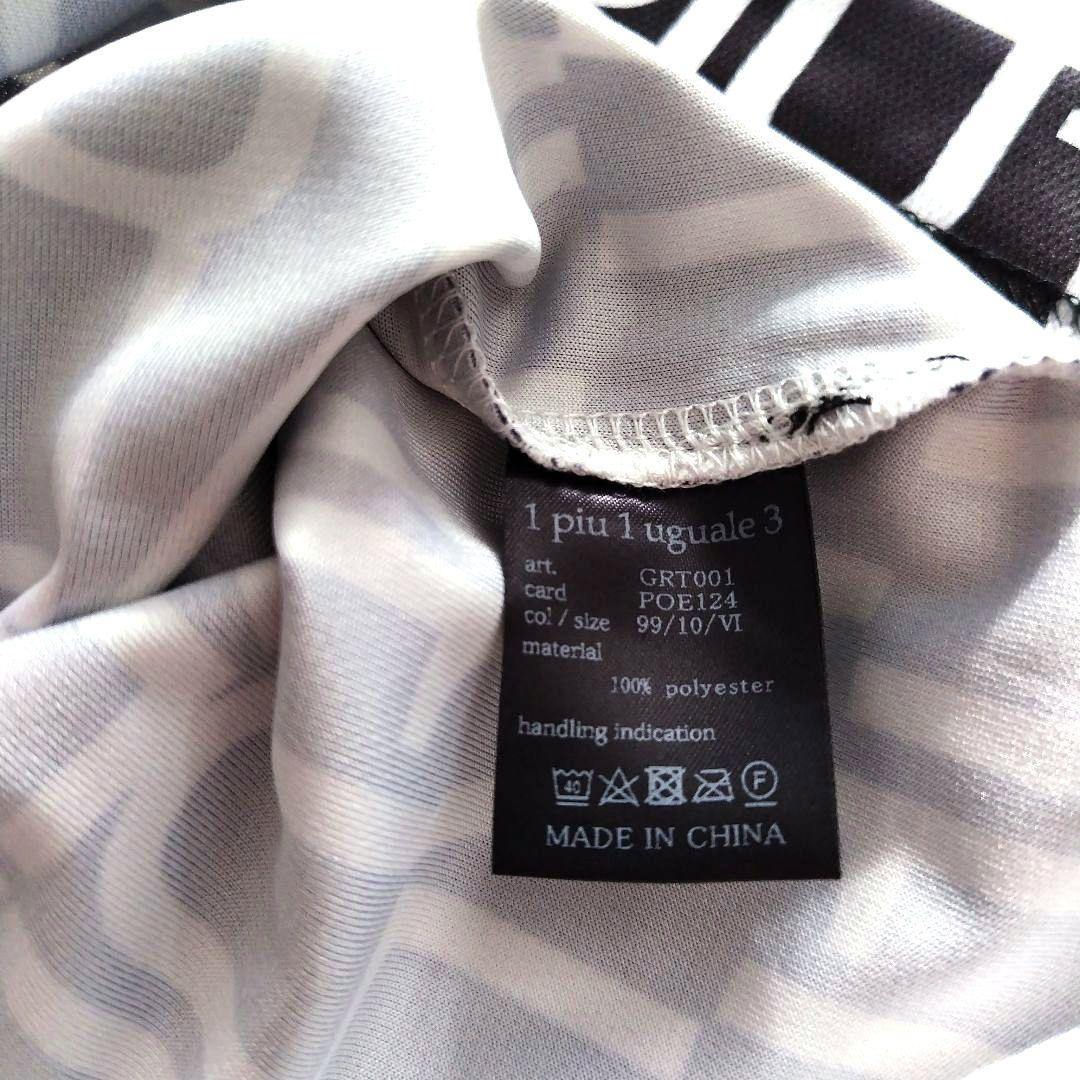 1 piu 1 uguale 3
art. GRT001
card POE124
col / size 99/10/VI
material
100% polyester
handling indication
40 F
MADE IN CHINA